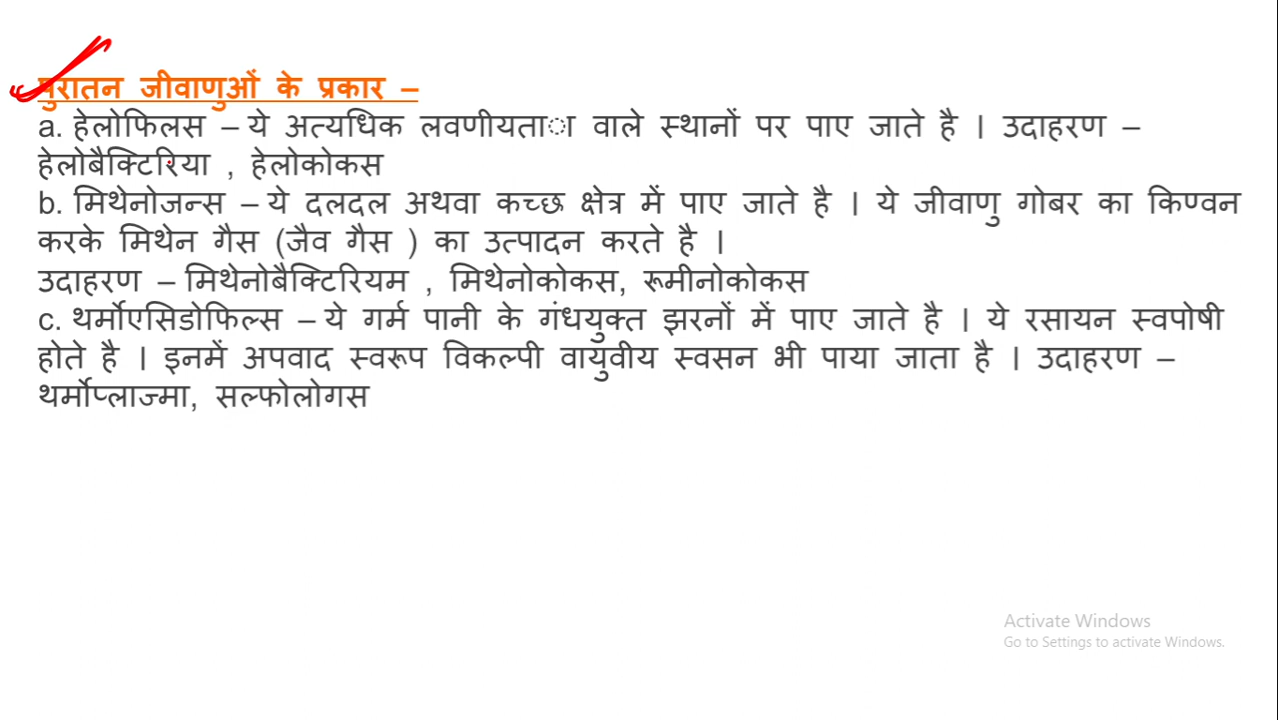 पुरातन जीवाणुओं के प्रकार –
a. हेलोफिलस – ये अत्यधिक लवणीयताा वाले स्थानों पर पाए जाते है । उदाहरण –
हेलोबैक्टिरिया , हेलोकोकस
b. मिथेनोजन्स – ये दलदल अथवा कच्छ क्षेत्र में पाए जाते है । ये जीवाणु गोबर का किण्वन
करके मिथेन गैस (जैव गैस ) का उत्पादन करते है ।
उदाहरण – मिथेनोबैक्टिरियम , मिथेनोकोकस, रूमीनोकोकस
c. थर्मोएसिडोफिल्स – ये गर्म पानी के गंधयुक्त झरनों में पाए जाते है । ये रसायन स्वपोषी
होते है । इनमें अपवाद स्वरूप विकल्पी वायुवीय स्वसन भी पाया जाता है । उदाहरण –
थर्मोप्लाज्मा, सल्फोलोगस
Activate Windows
Go to Settings to activate Windows.